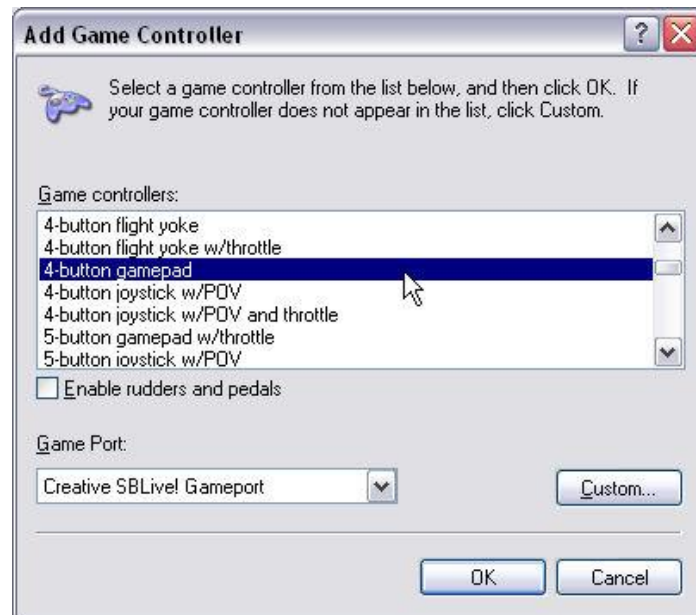 Add Game Controller
Select a game controller from the list below, and then click OK. If
your game controller does not appear in the list, click Custom.
Game controllers:
4-button flight yoke
4-button flight yoke w/throttle
4-button gamepad
4-button joystick w/POV
4-button joystick w/POV and throttle
5-button gamepad w/throttle
5-button joystick w/POV
Enable rudders and pedals
Game Port:
Creative SBLive! Gameport
Custom...
OK
Cancel